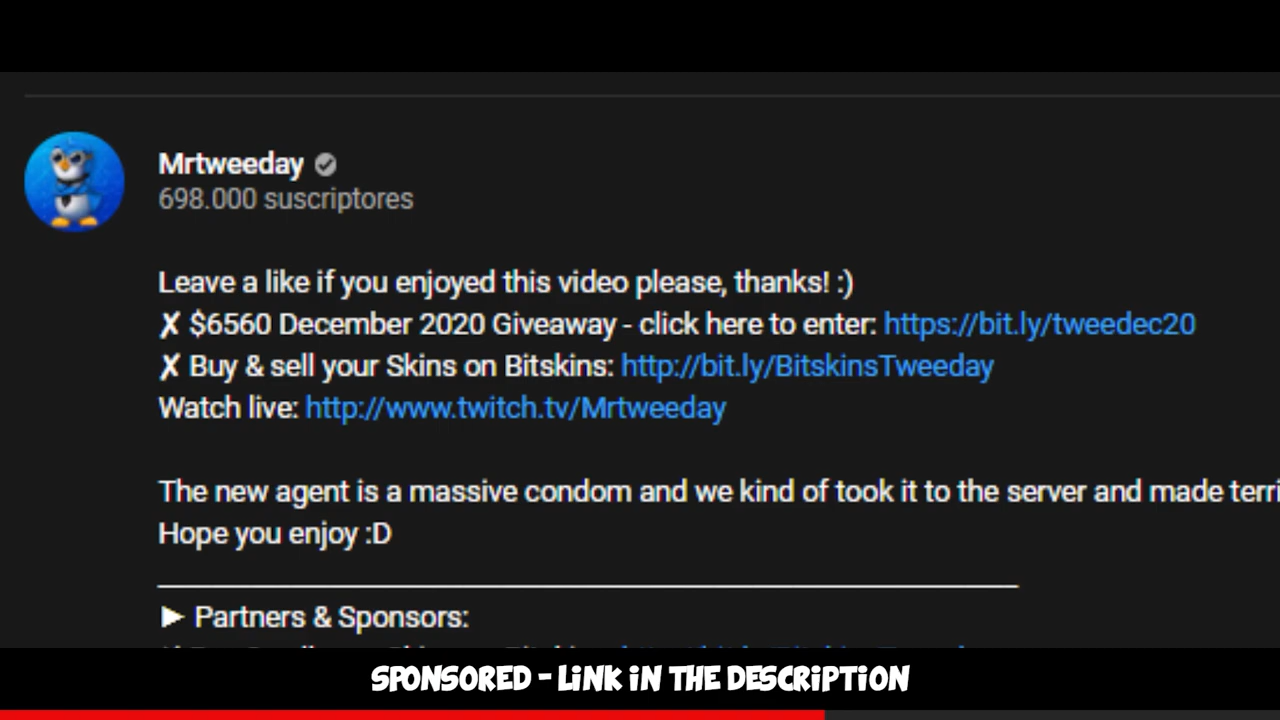 Mrtweeday
698.000 suscriptores
Leave a like if you enjoyed this video please, thanks! :)
✗ $6560 December 2020 Giveaway - click here to enter: https://bit.ly/tweedec20
✗ Buy & sell your Skins on Bitskins: http://bit.ly/BitskinsTweeday
Watch live: http://www.twitch.tv/Mrtweeday
The new agent is a massive condom and we kind of took it to the server and made
Hope you enjoy :D
► Partners & Sponsors:
SPONSORED - LINK IN THE DESCRIPTION